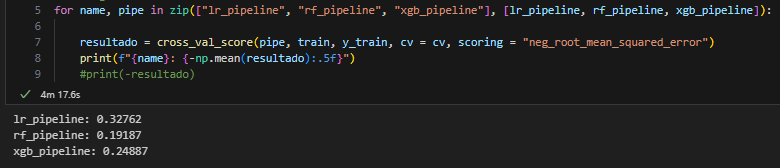 5 for name, pipe in zip(["lr_pipeline", "rf_pipeline", "xgb_pipeline"], [lr_pipeline, rf_pipeline, xgb_pipeline]):
6
7 resultado = cross_val_score(pipe, train, y_train, cv = cv, scoring = "neg_root_mean_squared_error")
8 print(f"{name}: {-np.mean(resultado):.5f}")
9 #print(-resultado)
4m 17.6s
lr_pipeline: 0.32762
rf_pipeline: 0.19187
xgb_pipeline: 0.24887